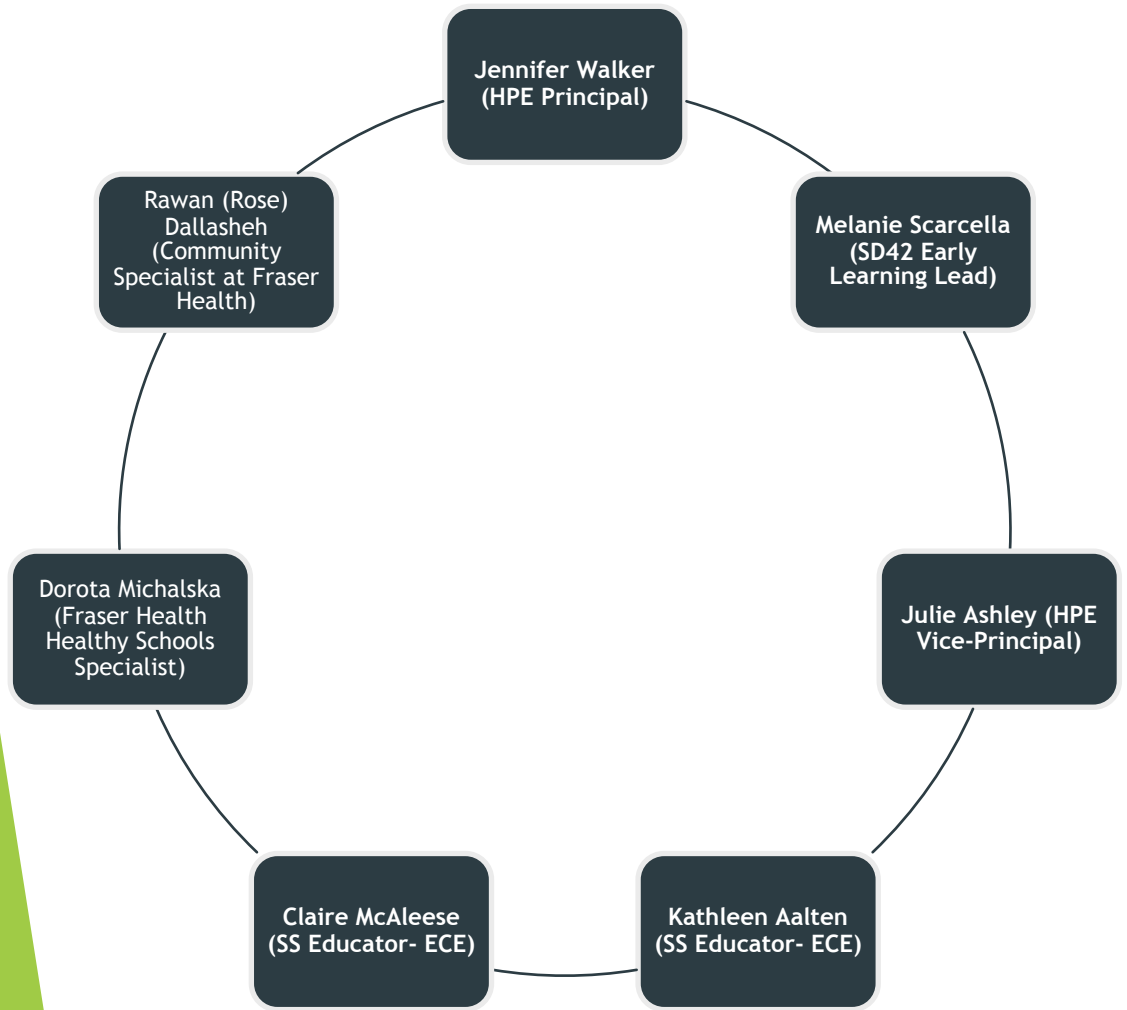 Jennifer Walker
(HPE Principal)
Melanie Scarcella
(SD42 Early
Learning Lead)
Julie Ashley (HPE
Vice-Principal)
Kathleen Aalten
(SS Educator- ECE)
Claire McAleese
(SS Educator- ECE)
Dorota Michalska
(Fraser Health
Healthy Schools
Specialist)
Rawan (Rose)
Dallasheh
(Community
Specialist at Fraser
Health)